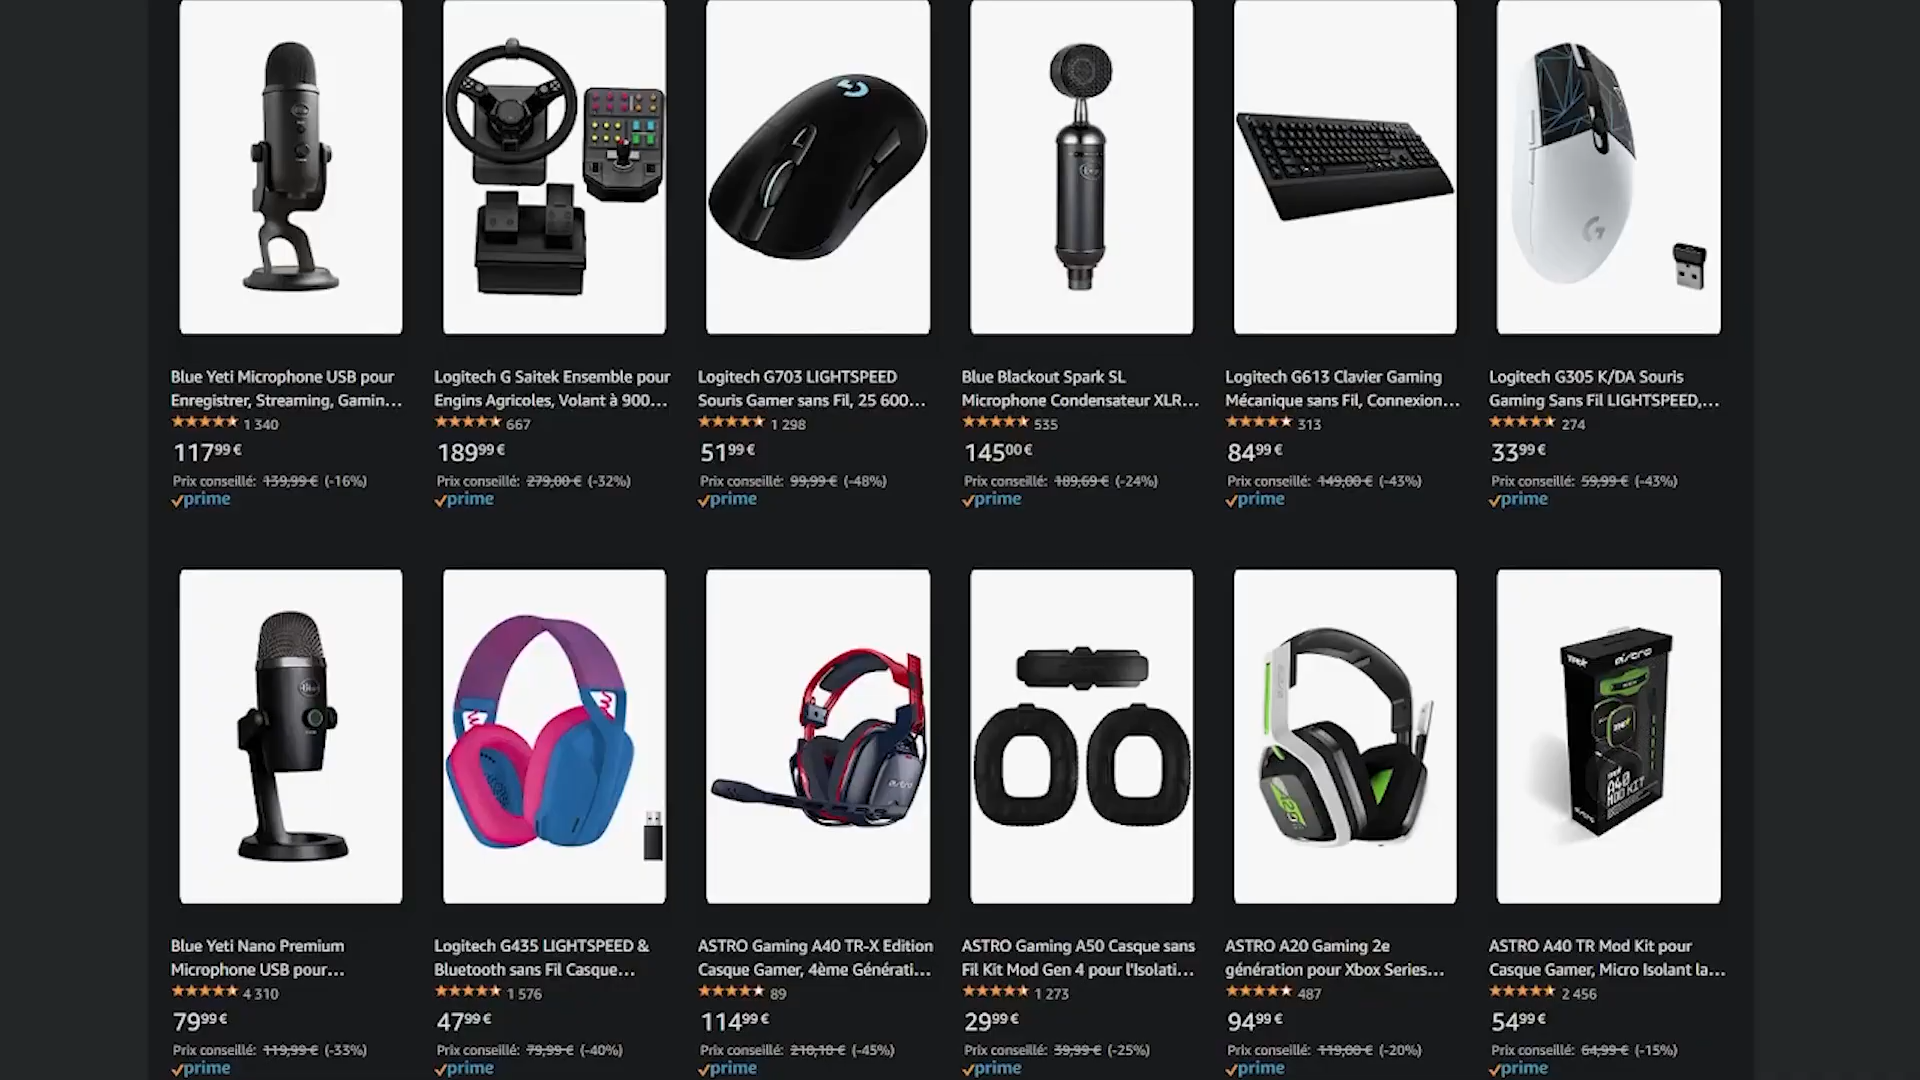 Blue Yeti Microphone USB pour
Enregistrer, Streaming, Gamin...
1 340
117,99 €
Prix conseillé: 139,99 € (-16%)
prime
Logitech G Saitek Ensemble pour
Engins Agricoles, Volant à 900...
667
189,99 €
Prix conseillé: 279,00 € (-32%)
prime
Logitech G703 LIGHTSPEED
Souris Gamer sans Fil, 25 600...
1 298
51,99 €
Prix conseillé: 99,99 € (-48%)
prime
Blue Blackout Spark SL
Microphone Condensateur XLR...
535
145,00 €
Prix conseillé: 189,69 € (-24%)
prime
Logitech G613 Clavier Gaming
Mécanique sans Fil, Connexion...
313
84,99 €
Prix conseillé: 149,00 € (-43%)
prime
Logitech G305 K/DA Souris
Gaming Sans Fil LIGHTSPEED,...
274
33,99 €
Prix conseillé: 59,99 € (-43%)
prime
astro
A40
MOD KIT
Blue Yeti Nano Premium
Microphone USB pour...
4 310
79,99 €
Prix conseillé: 119,99 € (-33%)
prime
Logitech G435 LIGHTSPEED &
Bluetooth sans Fil Casque...
1 576
47,99 €
Prix conseillé: 79,99 € (-40%)
prime
ASTRO Gaming A40 TR-X Edition
Casque Gamer, 4ème Générati...
89
114,99 €
Prix conseillé: 210,18 € (-45%)
prime
ASTRO Gaming A50 Casque sans
Fil Kit Mod Gen 4 pour l'Isolati...
1 273
29,99 €
Prix conseillé: 39,99 € (-25%)
prime
ASTRO A20 Gaming 2e
génération pour Xbox Series...
487
94,99 €
Prix conseillé: 119,00 € (-20%)
prime
ASTRO A40 TR Mod Kit pour
Casque Gamer, Micro Isolant la...
2 456
54,99 €
Prix conseillé: 64,99 € (-15%)
prime